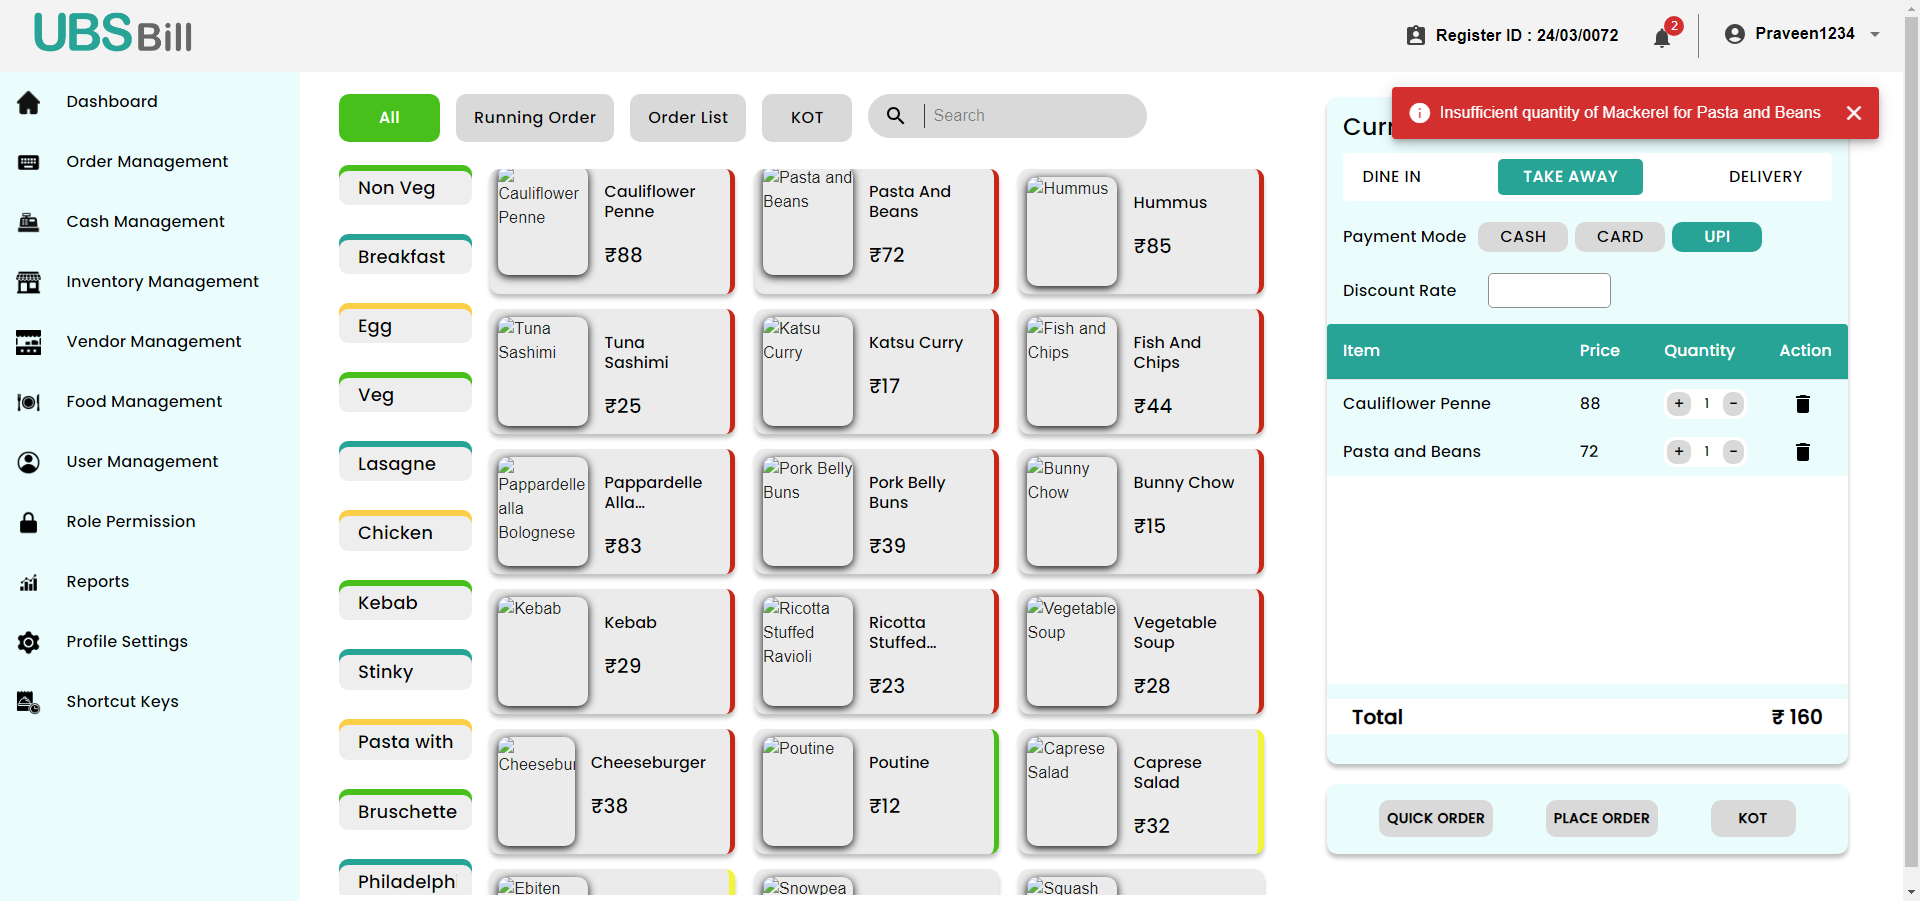 UBS Bill
Register ID : 24/03/0072
2
Praveen1234
Dashboard
Order Management
Cash Management
Inventory Management
Vendor Management
Food Management
User Management
Role Permission
Reports
Profile Settings
Shortcut Keys
All
Running Order
Order List
KOT
Search
Non Veg
Breakfast
Egg
Veg
Lasagne
Chicken
Kebab
Stinky
Pasta with
Bruschette
Philadelphi
Cauliflower
Penne
Cauliflower
Penne
₹88
Pasta and
Beans
Pasta And
Beans
₹72
Hummus
Hummus
₹85
Tuna
Sashimi
Tuna
Sashimi
₹25
Katsu
Curry
Katsu Curry
₹17
Fish and
Chips
Fish And
Chips
₹44
Pappardelle
alla
Bolognese
Pappardelle
Alla...
₹83
Pork Belly
Buns
Pork Belly
Buns
₹39
Bunny
Chow
Bunny Chow
₹15
Kebab
Kebab
₹29
Ricotta
Stuffed
Ravioli
Ricotta
Stuffed...
₹23
Vegetable
Soup
Vegetable
Soup
₹28
Cheesebu
Cheeseburger
₹38
Poutine
Poutine
₹12
Caprese
Salad
Caprese
Salad
₹32
Ebiten
Snowpea
Squash
Insufficient quantity of Mackerel for Pasta and Beans
DINE IN
TAKE AWAY
DELIVERY
Payment Mode
CASH
CARD
UPI
Discount Rate
Item Price Quantity Action
Cauliflower Penne 88 + 1 -
Pasta and Beans 72 + 1 -
Total ₹ 160
QUICK ORDER
PLACE ORDER
KOT